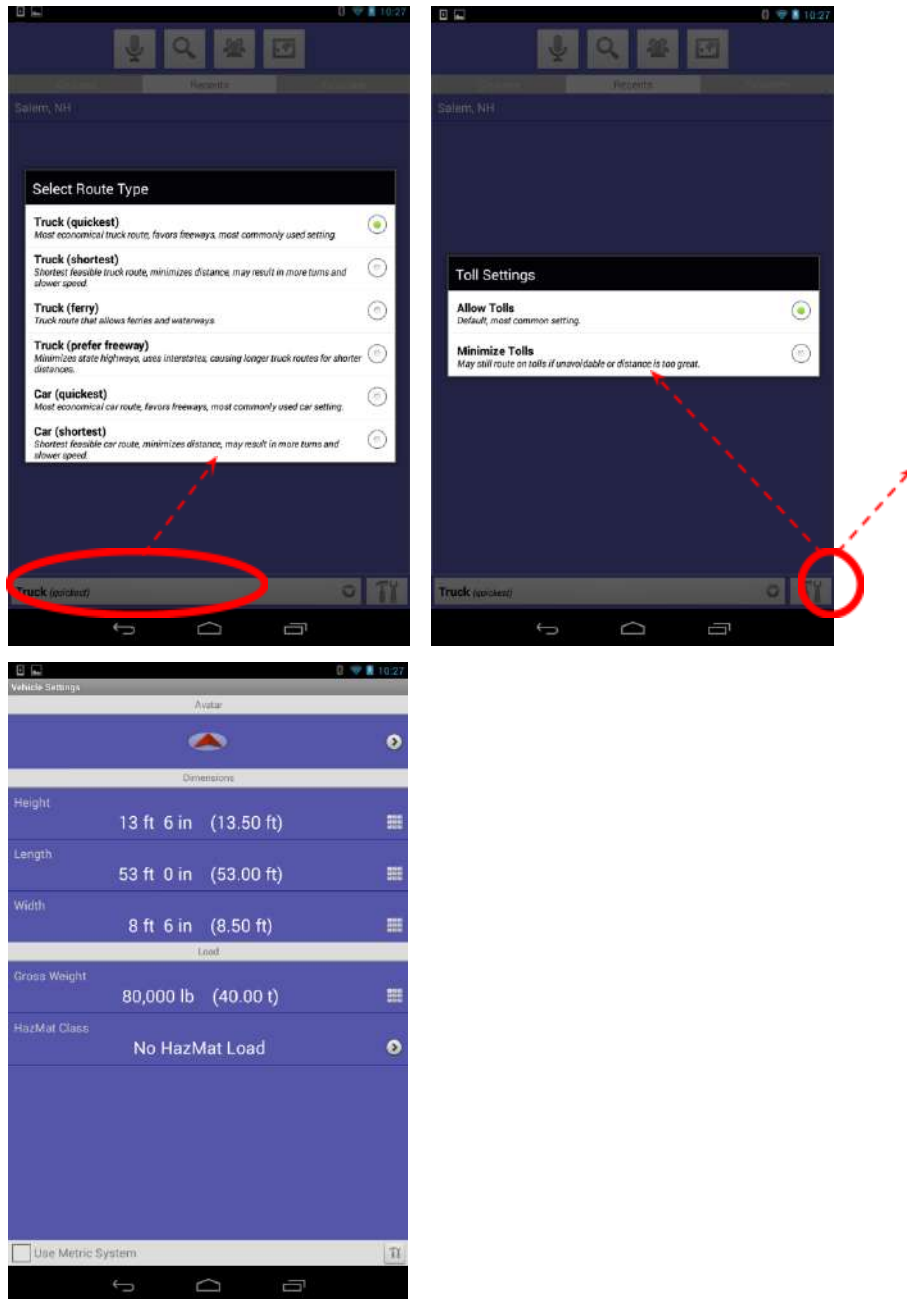 10:27
Recents
Salem, NH
Select Route Type
Truck (quickest)
Most economical truck route, favors freeways, most commonly used setting.
Truck (shortest)
Shortest feasible truck route, minimizes distance, may result in more turns and
slower speed.
Truck (ferry)
Truck route that allows ferries and waterways.
Truck (prefer freeway)
Minimizes state highways, uses interstates, causing longer truck routes for shorter
distances.
Car (quickest)
Most economical car route, favors freeways, most commonly used car setting.
Car (shortest)
Shortest feasible car route, minimizes distance, may result in more turns and
slower speed.
Truck (quickest)
10:27
Recents
Salem, NH
Toll Settings
Allow Tolls
Default, most common setting.
Minimize Tolls
May still route on tolls if unavoidable or distance is too great.
Truck (quickest)
10:27
Vehicle Settings
Avatar
Dimensions
Height
13 ft 6 in (13.50 ft)
Length
53 ft 0 in (53.00 ft)
Width
8 ft 6 in (8.50 ft)
Load
Gross Weight
80,000 lb (40.00 t)
HazMat Class
No HazMat Load
Use Metric System